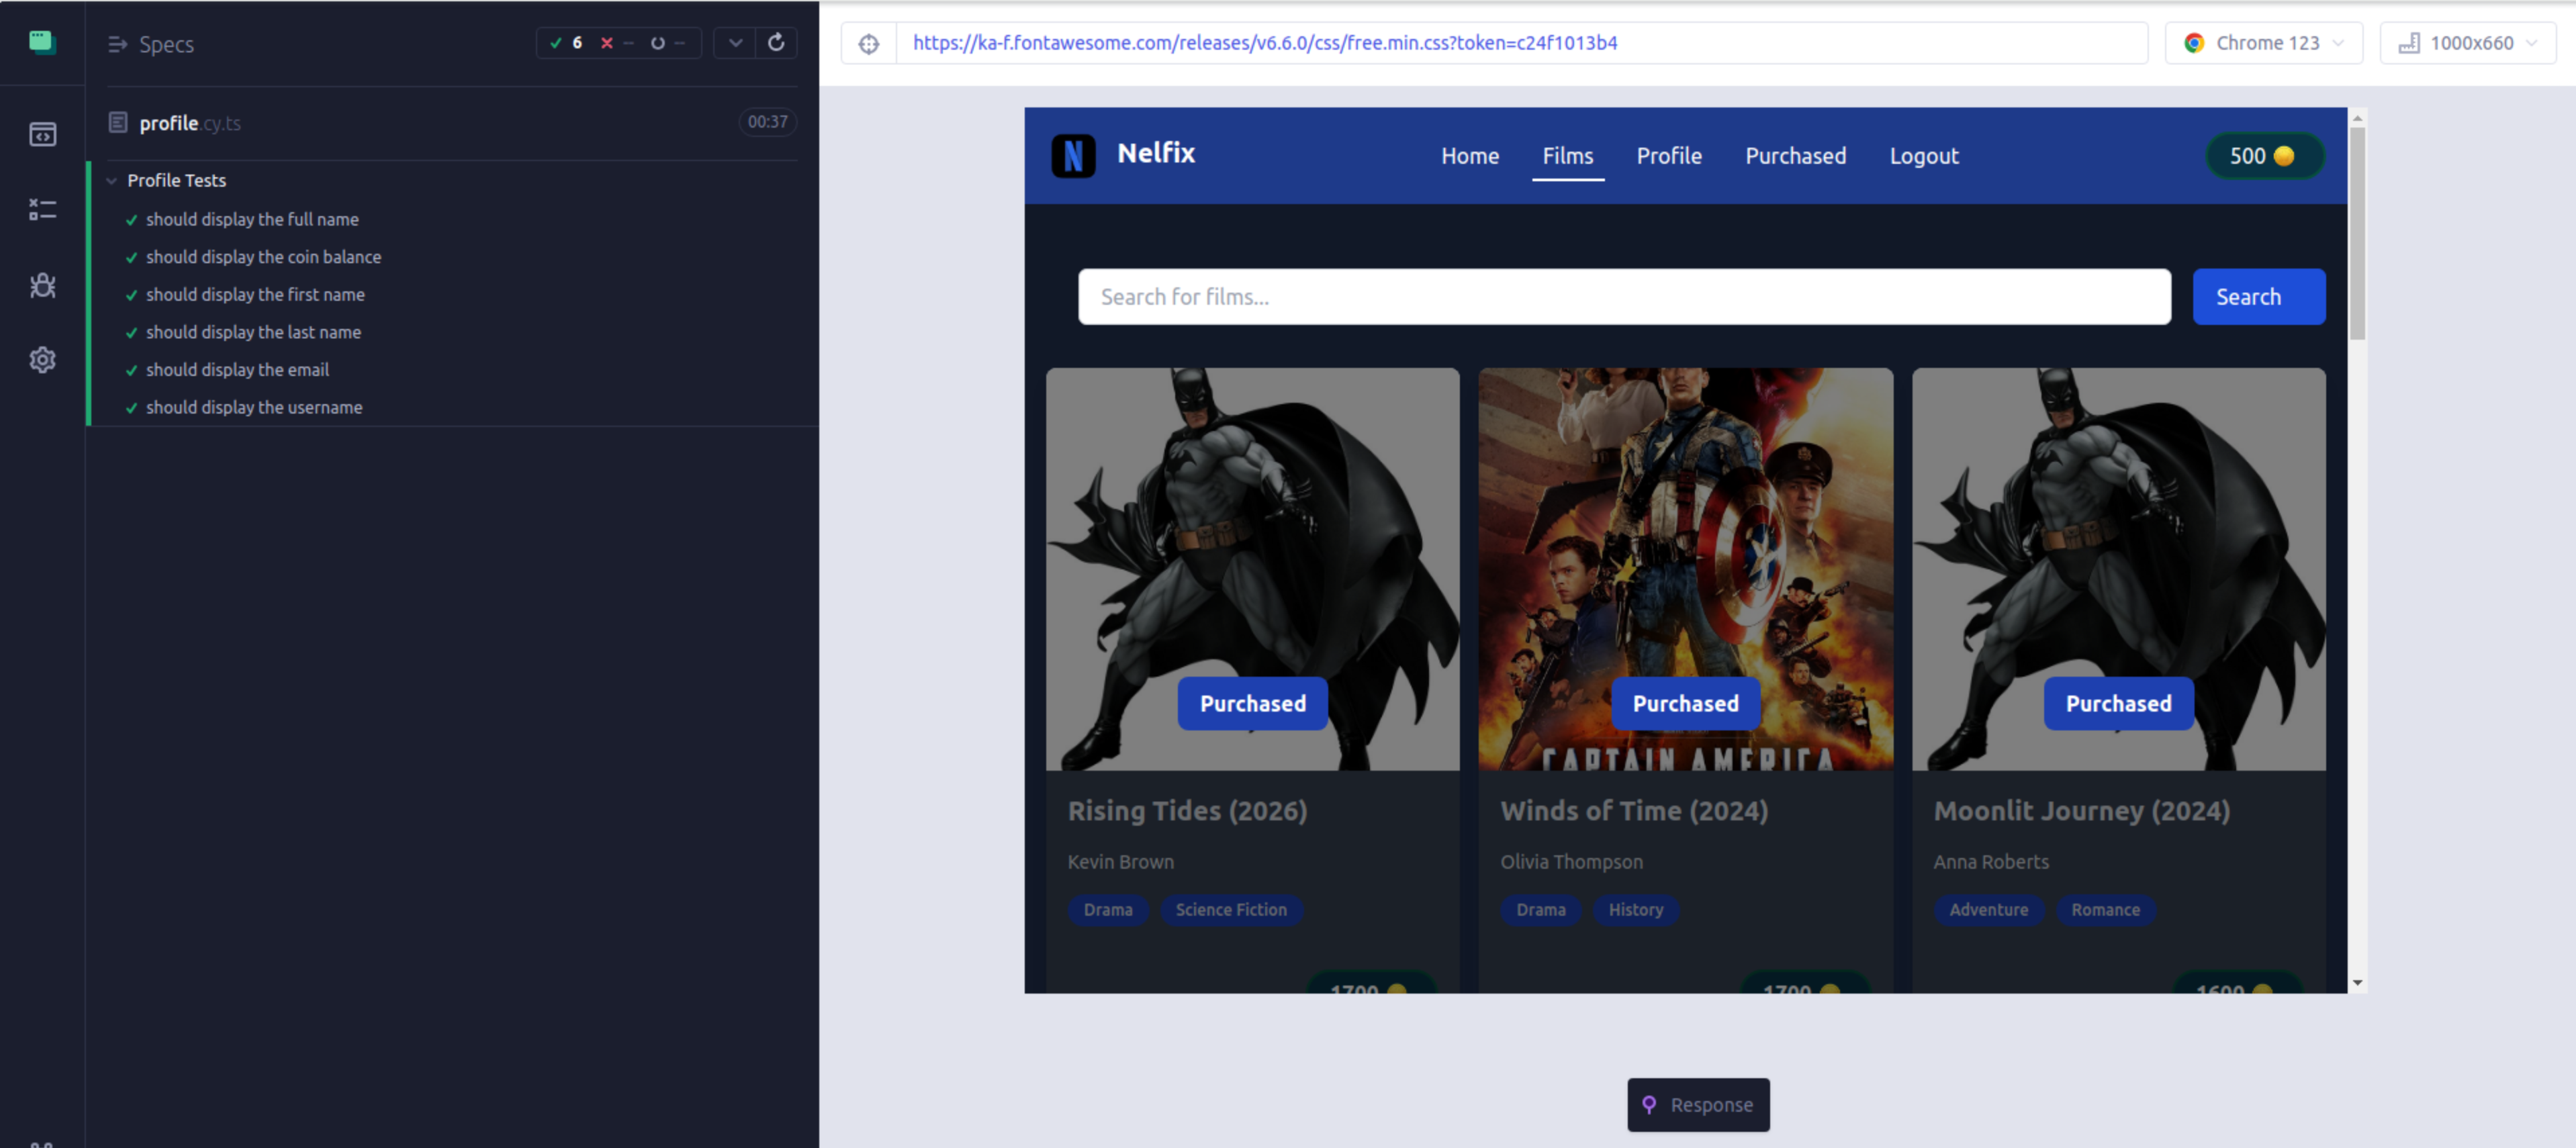 Specs
6 -- --
profile.cy.ts
00:37
Profile Tests
should display the full name
should display the coin balance
should display the first name
should display the last name
should display the email
should display the username
https://ka-f.fontawesome.com/releases/v6.6.0/css/free.min.css?token=c24f1013b4
Chrome 123
1000x660
N Nelfix
Home Films Profile Purchased Logout
500
Search for films...
Search
Purchased Purchased Purchased
CAPTAIN AMERICA
Rising Tides (2026) Winds of Time (2024) Moonlit Journey (2024)
Kevin Brown Olivia Thompson Anna Roberts
Drama Science Fiction Drama History Adventure Romance
1700 1700 1600
Response